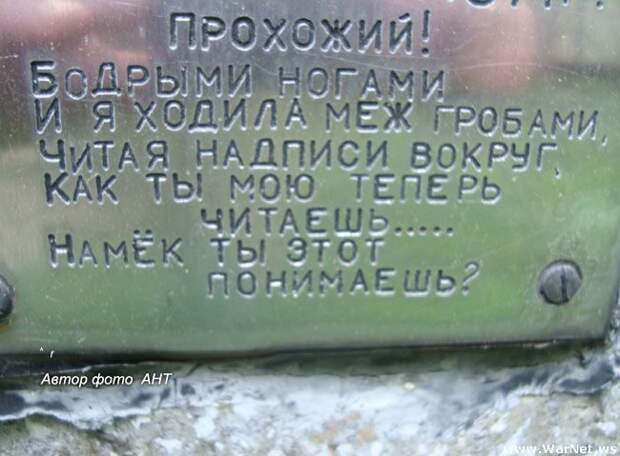 Прохожий!
Бодрыми ногами
И я ходила меж гробами,
Читая надписи вокруг,
Как ты мою теперь
читаешь.....
Намёк ты этот
понимаешь?
Автор фото АНТ
www.WarNet.ws